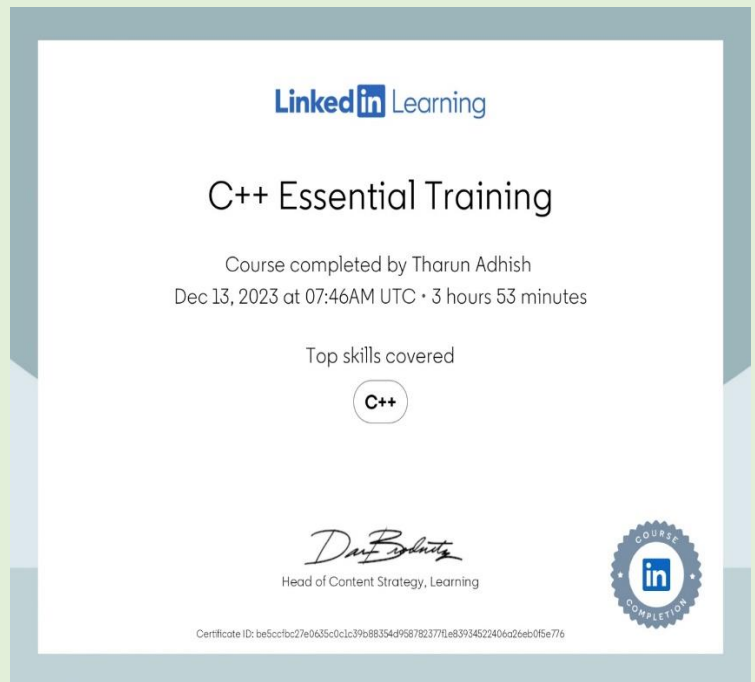 Linked in Learning
C++ Essential Training
Course completed by Tharun Adhish
Dec 13, 2023 at 07:46AM UTC • 3 hours 53 minutes
Top skills covered
C++
Head of Content Strategy, Learning
COURSE
in
COMPLETION
Certificate ID: be5ccfbc27e0635c0c1c39b88354d958782377f1e83934522406a26eb0f5e776